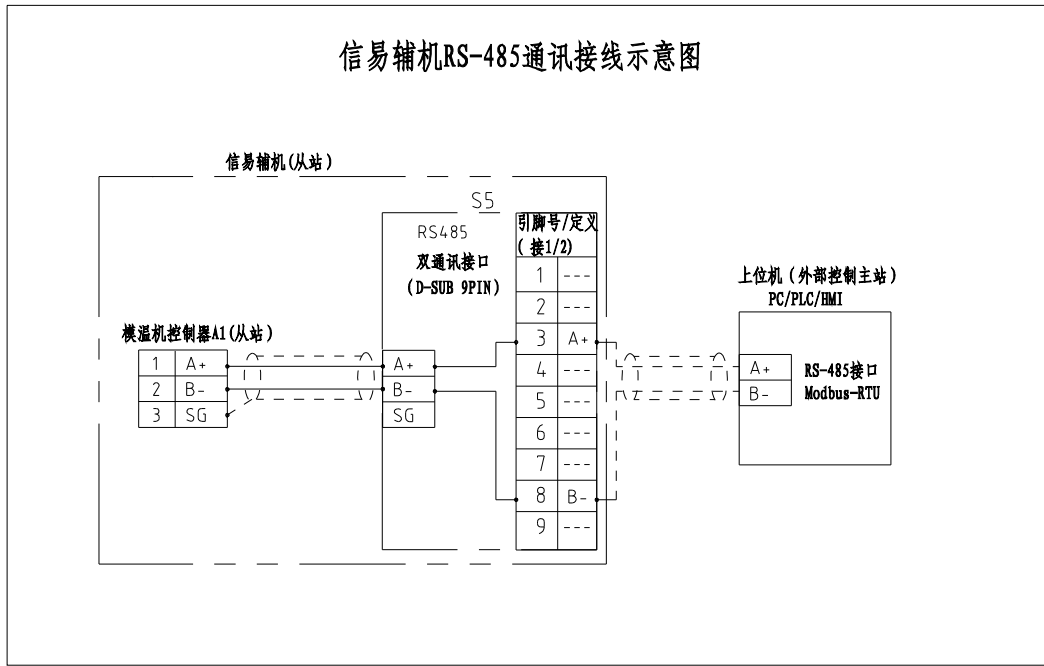 信易辅机RS-485通讯接线示意图
信易辅机(从站)
S5
RS485
双通讯接口
(D-SUB 9PIN)
引脚号/定义
(接1/2)
1 ---
2 ---
3 A+
4 ---
5 ---
6 ---
7 ---
8 B-
9 ---
模温机控制器A1(从站)
1 A+
2 B-
3 SG
A+
B-
SG
上位机(外部控制主站)
PC/PLC/HMI
A+
B-
RS-485接口
Modbus-RTU